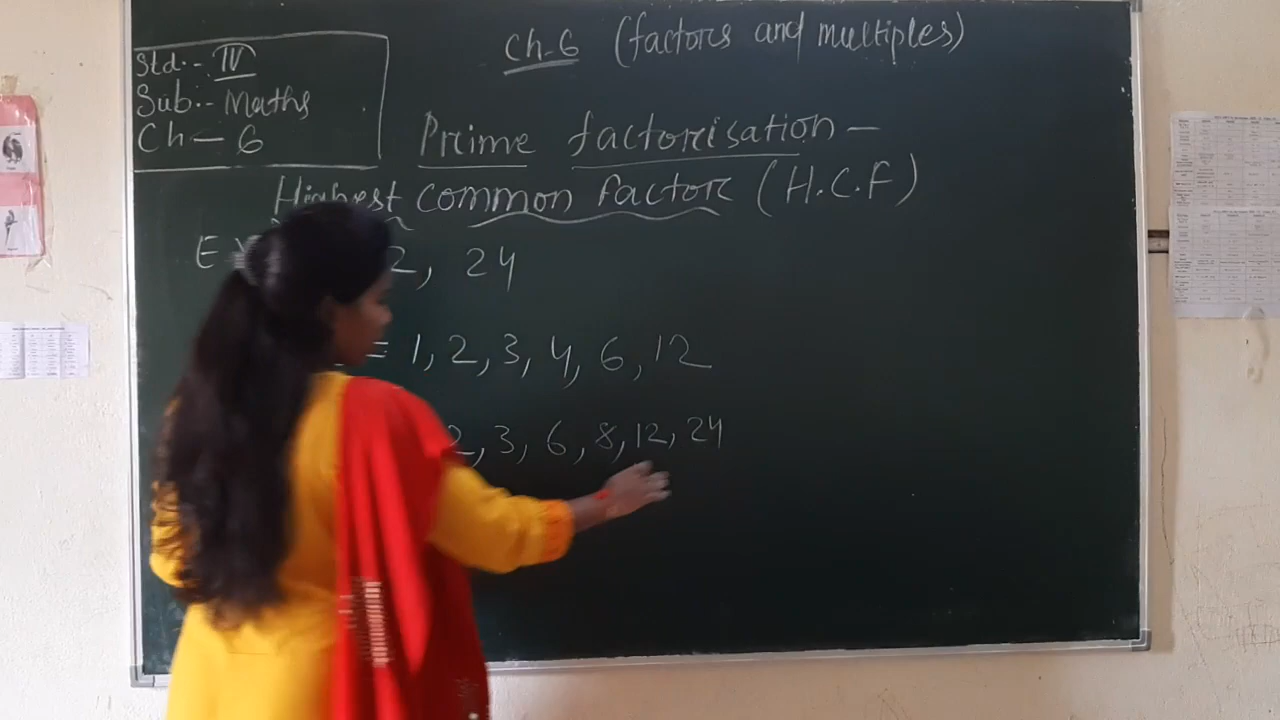 Std.- IV
Sub.- Maths
Ch - 6
Ch-6 (factors and multiples)
Prime factorisation -
Highest common factor (H.C.F)
2, 24
= 1, 2, 3, 4, 6, 12
2, 3, 6, 8, 12, 24